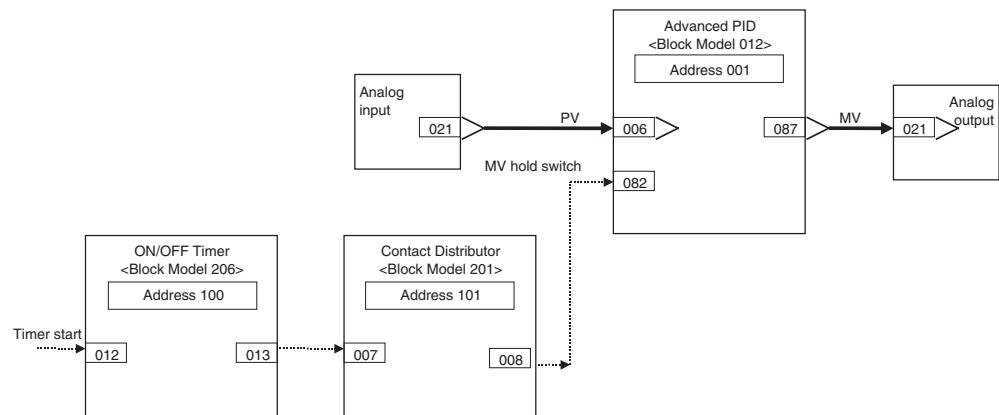 Advanced PID
<Block Model 012>
Address 001
Analog
input
021
PV
006
087
MV
021
Analog
output
MV hold switch
082
ON/OFF Timer
<Block Model 206>
Address 100
Contact Distributor
<Block Model 201>
Address 101
Timer start
012
013
007
008